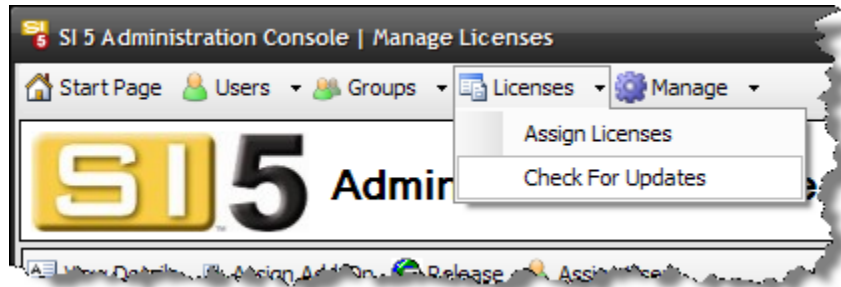 SI 5 Administration Console | Manage Licenses
Start Page Users Groups Licenses Manage
Assign Licenses
Check For Updates
SI 5 Admin
Release